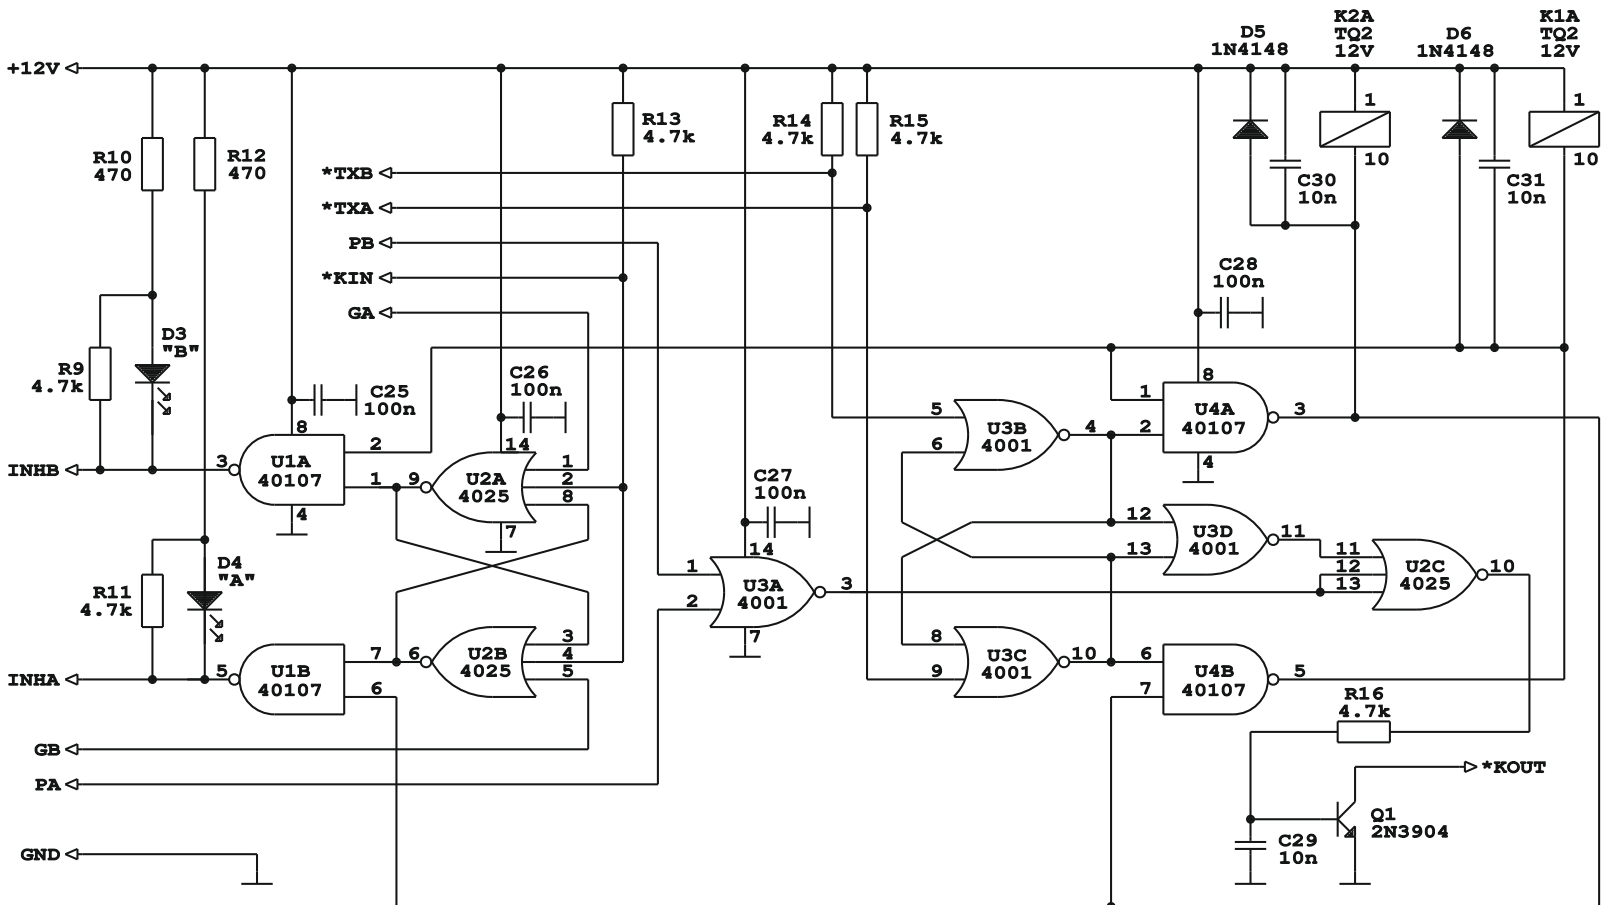 K2A
TQ2
12V
K1A
TQ2
12V
D5
1N4148
D6
1N4148
+12V
1
10
1
10
R10
470
R12
470
R13
4.7k
R14
4.7k
R15
4.7k
*TXB
*TXA
PB
*KIN
GA
C30
10n
C31
10n
C28
100n
D3
"B"
R9
4.7k
C25
100n
C26
100n
8
14
8
INHB
3
U1A
40107
2
1
4
9
U2A
4025
1
2
8
7
5
6
U3B
4001
4
1
2
U4A
40107
3
4
C27
100n
14
12
13
U3D
4001
11
11
12
13
U2C
4025
10
D4
"A"
R11
4.7k
1
2
U3A
4001
3
7
INHA
5
U1B
40107
7
6
6
U2B
4025
3
4
5
8
9
U3C
4001
10
6
7
U4B
40107
5
R16
4.7k
GB
PA
*KOUT
Q1
2N3904
C29
10n
GND